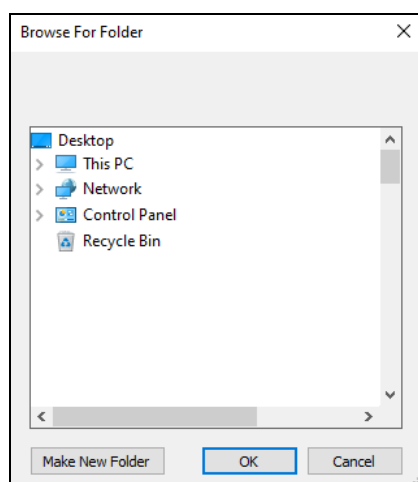 Browse For Folder
Desktop
This PC
Network
Control Panel
Recycle Bin
Make New Folder
OK
Cancel